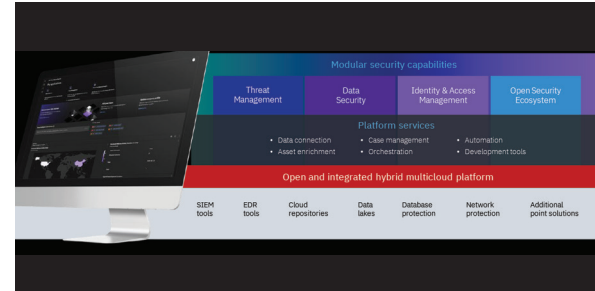 Modular security capabilities
Threat
Management
Data
Security
Identity & Access
Management
Open Security
Ecosystem
Platform services
• Data connection
• Case management
• Automation
• Asset enrichment
• Orchestration
• Development tools
Open and integrated hybrid multicloud platform
SIEM
tools
EDR
tools
Cloud
repositories
Data
lakes
Database
protection
Network
protection
Additional
point solutions